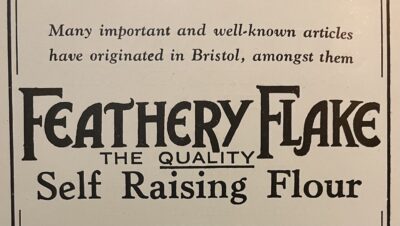 Many important and well-known articles
have originated in Bristol, amongst them
FEATHERY FLAKE
THE QUALITY
Self Raising Flour